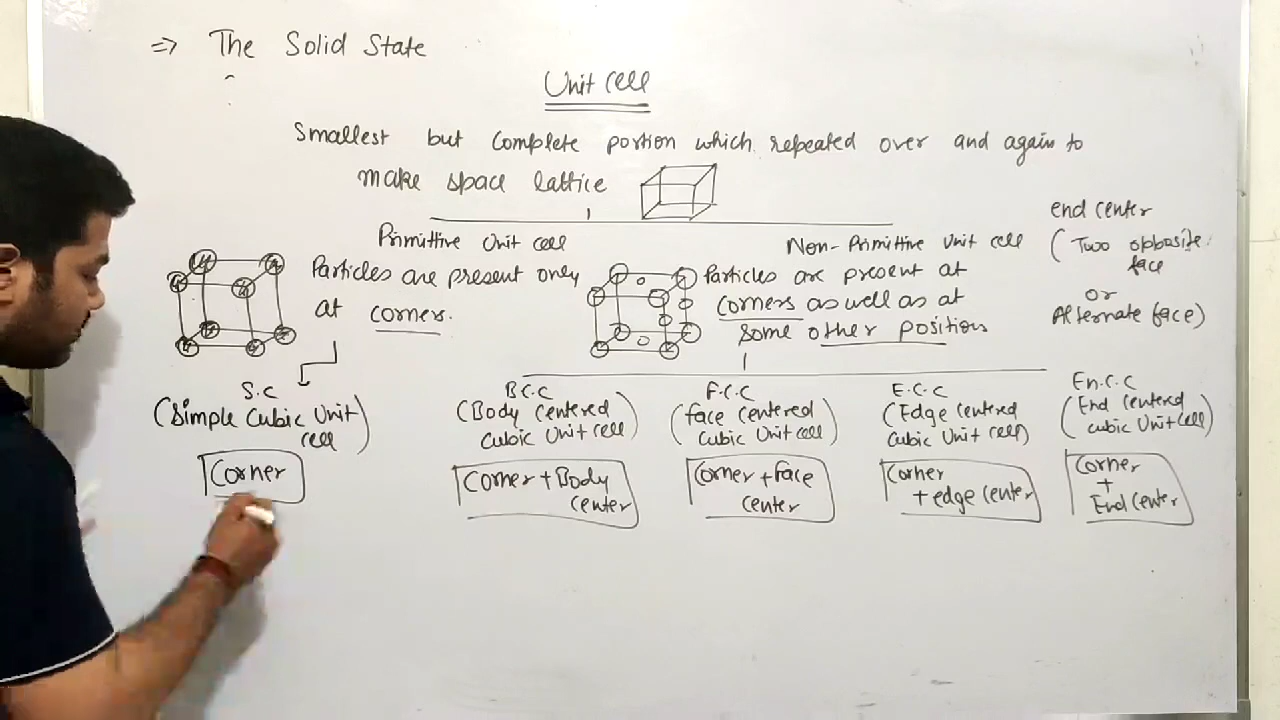 ⇒ The Solid State
Unit cell
Smallest but complete portion which repeated over and again to
make space lattice
Primittive Unit cell
Particles are present only
at corners.
Non-Primittive Unit cell
Particles are present at
corners as well as at
some other position
end center
(Two opposite
face
or
Alternate face)
S.C
(Simple Cubic Unit
cell)
Corner
B.C.C
(Body Centered
Cubic Unit cell)
Corner + Body
Center
F.C.C
(face centered
Cubic Unit cell)
Corner + face
Center
E.C.C
(Edge centered
Cubic Unit cell)
Corner
+ edge center
En.C.C
(End Centered
cubic Unit cell)
Corner
+
End Center